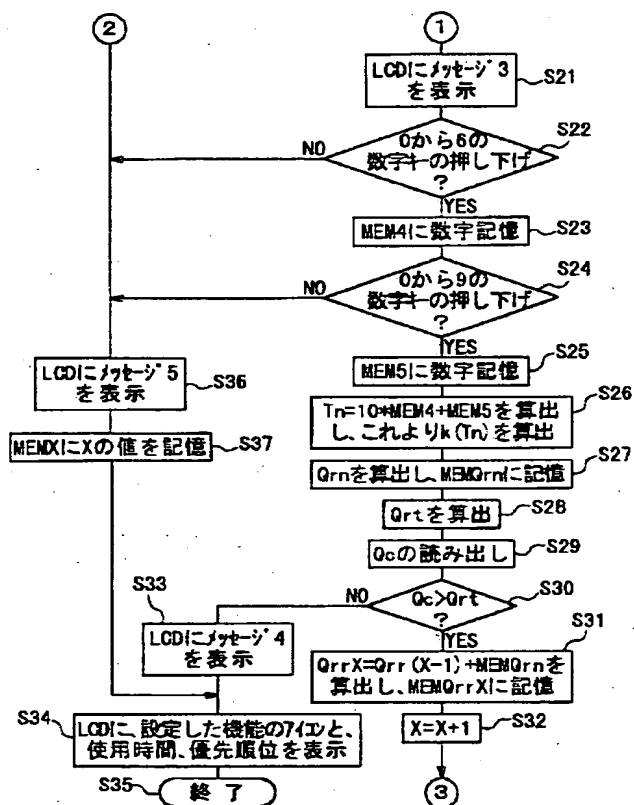 ②
①
LCDにメッセージ3
を表示
S21
0から6の
数字キーの押し下げ
?
S22
NO
YES
MEM4に数字記憶
S23
0から9の
数字キーの押し下げ
?
S24
NO
YES
MEM5に数字記憶
S25
LCDにメッセージ5
を表示
S36
Tn=10*MEM4+MEM5を算出
し、これよりk(Tn)を算出
S26
MEMXにXの値を記憶
S37
Qrnを算出し、MEMQrnに記憶
S27
Qrtを算出
S28
Qcの読み出し
S29
Qc>Qrt
?
S30
NO
YES
S33
LCDにメッセージ4
を表示
QrrX=Qrr(X-1)+MEMQrnを
算出し、MEMQrrXに記憶
S31
S34
LCDに、設定した機能のアイコンと、
使用時間、優先順位を表示
X=X+1
S32
S35
終了
③